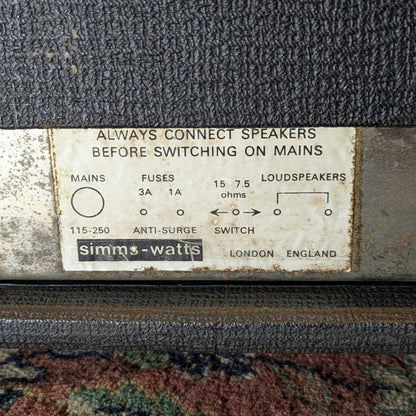 ALWAYS CONNECT SPEAKERS
BEFORE SWITCHING ON MAINS
MAINS FUSES 15 7.5 LOUDSPEAKERS
3A 1A ohms
115-250 ANTI-SURGE SWITCH
simms-watts LONDON ENGLAND